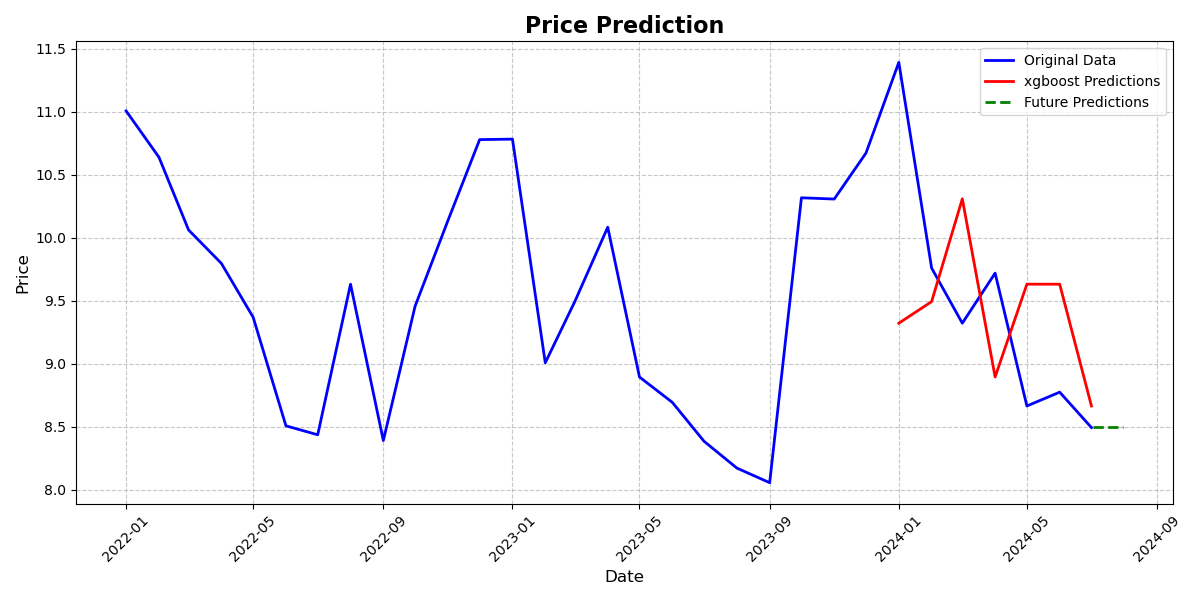 Price Prediction
Original Data
xgboost Predictions
Future Predictions
11.5
11.0
10.5
10.0
9.5
9.0
8.5
8.0
Price
2022-01
2022-05
2022-09
2023-01
2023-05
2023-09
2024-01
2024-05
2024-09
Date